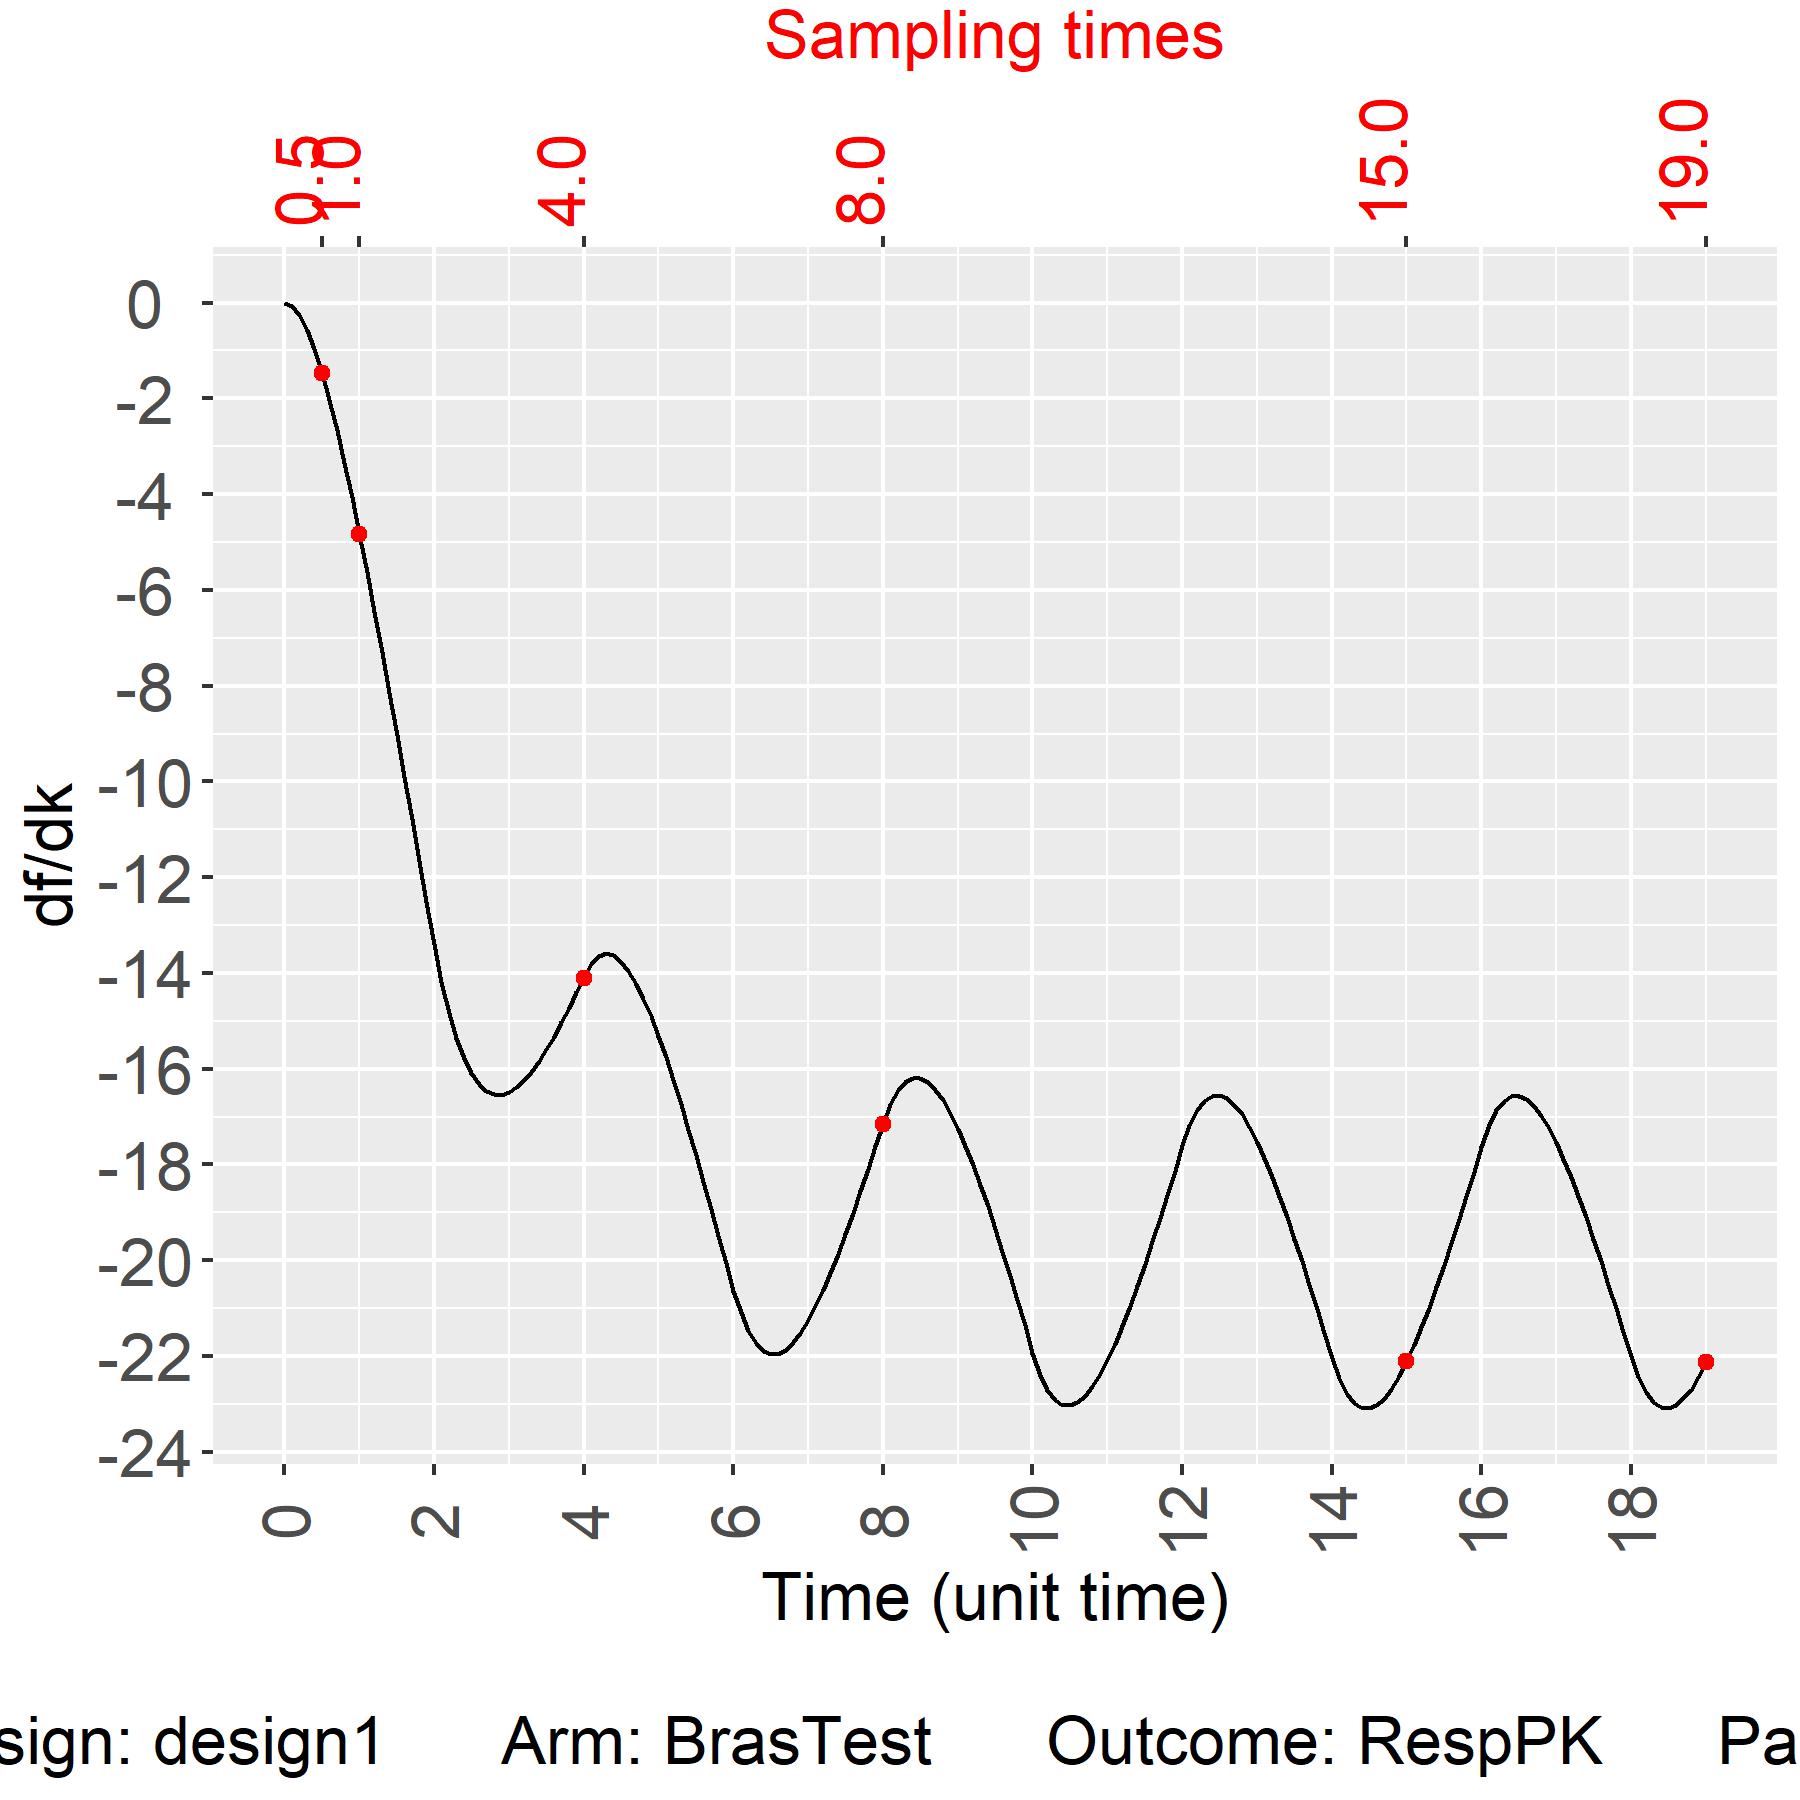 Sampling times
0.5 1.0 4.0 8.0 15.0 19.0
0
-2
-4
-6
-8
-10
-12
-14
-16
-18
-20
-22
-24
df/dk
0 2 4 6 8 10 12 14 16 18
Time (unit time)
sign: design1 Arm: BrasTest Outcome: RespPK Pa